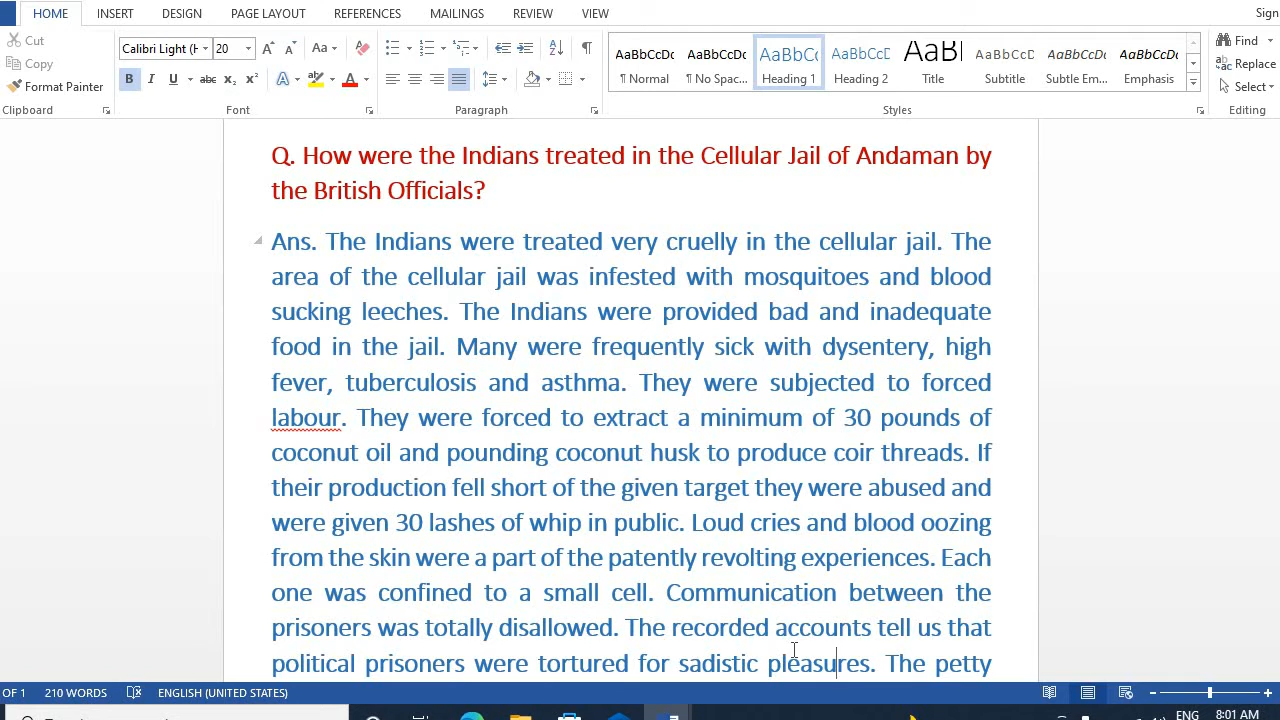 HOME INSERT DESIGN PAGE LAYOUT REFERENCES MAILINGS REVIEW VIEW Sign
Cut
Copy
Format Painter
Clipboard
Calibri Light (H 20
Aa
B I U abc x₂ x² A ab A
Font
Paragraph
AaBbCcDc AaBbCcDc AaBbC AaBbCcD AaB AaBbCcD AaBbCcDc AaBbCcDc
¶ Normal ¶ No Spac... Heading 1 Heading 2 Title Subtitle Subtle Em... Emphasis
Styles
Find
Replace
Select
Editing
Q. How were the Indians treated in the Cellular Jail of Andaman by
the British Officials?
Ans. The Indians were treated very cruelly in the cellular jail. The
area of the cellular jail was infested with mosquitoes and blood
sucking leeches. The Indians were provided bad and inadequate
food in the jail. Many were frequently sick with dysentery, high
fever, tuberculosis and asthma. They were subjected to forced
labour. They were forced to extract a minimum of 30 pounds of
coconut oil and pounding coconut husk to produce coir threads. If
their production fell short of the given target they were abused and
were given 30 lashes of whip in public. Loud cries and blood oozing
from the skin were a part of the patently revolting experiences. Each
one was confined to a small cell. Communication between the
prisoners was totally disallowed. The recorded accounts tell us that
political prisoners were tortured for sadistic pleasures. The petty
OF 1 210 WORDS ENGLISH (UNITED STATES)
ENG 8:01 AM